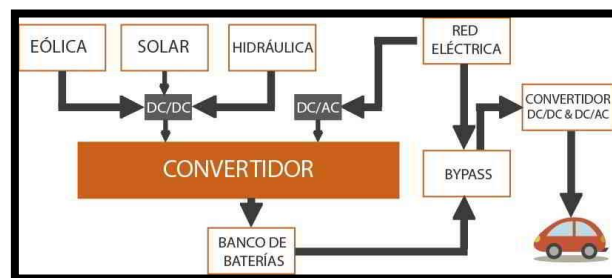 EÓLICA
SOLAR
HIDRÁULICA
RED
ELÉCTRICA
DC/DC
DC/AC
CONVERTIDOR
DC/DC & DC/AC
CONVERTIDOR
BYPASS
BANCO DE
BATERÍAS